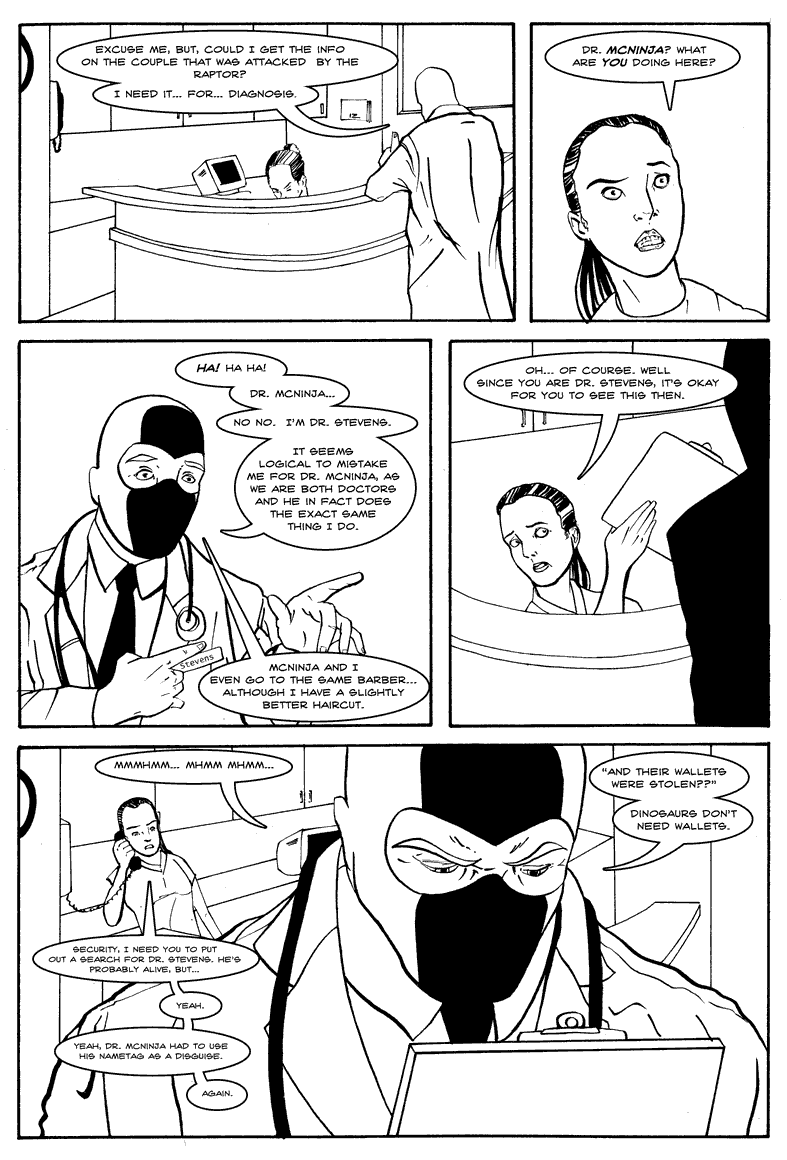 EXCUSE ME, BUT, COULD I GET THE INFO
ON THE COUPLE THAT WAS ATTACKED BY THE
RAPTOR?
I NEED IT... FOR... DIAGNOSIS.
DR. MCNINJA? WHAT
ARE YOU DOING HERE?
HA! HA HA!
DR. MCNINJA...
NO NO. I'M DR. STEVENS.
IT SEEMS
LOGICAL TO MISTAKE
ME FOR DR. MCNINJA, AS
WE ARE BOTH DOCTORS
AND HE IN FACT DOES
THE EXACT SAME
THING I DO.
Stevens
MCNINJA AND I
EVEN GO TO THE SAME BARBER...
ALTHOUGH I HAVE A SLIGHTLY
BETTER HAIRCUT.
OH... OF COURSE. WELL
SINCE YOU ARE DR. STEVENS, IT'S OKAY
FOR YOU TO SEE THIS THEN.
MMMHMM... MHMM MHMM...
"AND THEIR WALLETS
WERE STOLEN??"
DINOSAURS DON'T
NEED WALLETS.
SECURITY, I NEED YOU TO PUT
OUT A SEARCH FOR DR. STEVENS. HE'S
PROBABLY ALIVE, BUT...
YEAH.
YEAH, DR. MCNINJA HAD TO USE
HIS NAMETAG AS A DISGUISE.
AGAIN.